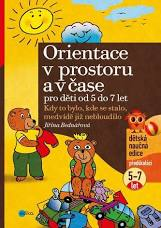 Orientace
v prostoru
a v čase
pro děti od 5 do 7 let
Kdy to bylo, kde se stalo,
medvídě již nebloudilo
Jiřina Bednářová
dětská
naučná
edice
předškoláci
5–7
let
edika